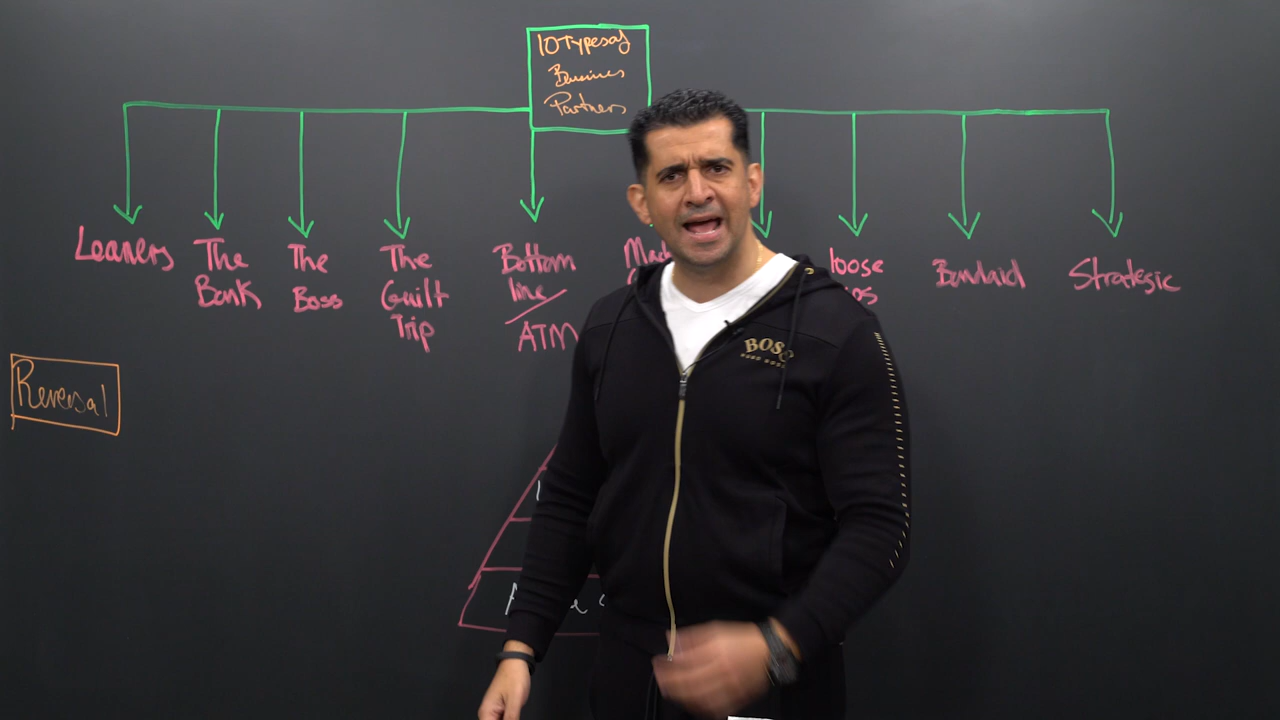 10 Types of
Business
Partners
Leaners
The
Bank
The
Boss
The
Guilt
Trip
Bottom
line/
ATM
loose
Bandaid
Strategic
Reversal
BOSS